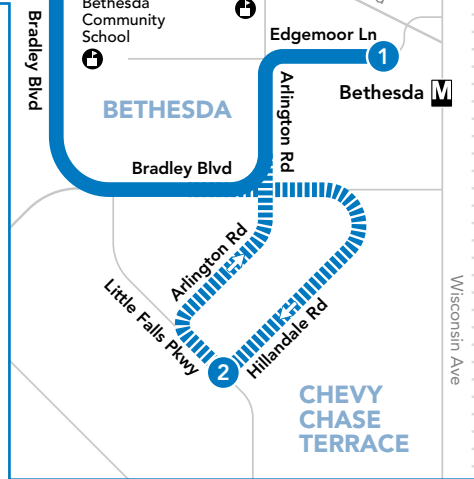 Bethesda
Community
School
Bradley Blvd
Edgemoor Ln
1
Bethesda M
Arlington Rd
BETHESDA
Bradley Blvd
Arlington Rd
Little Falls Pkwy
Hillandale Rd
2
Wisconsin Ave
CHEVY
CHASE
TERRACE